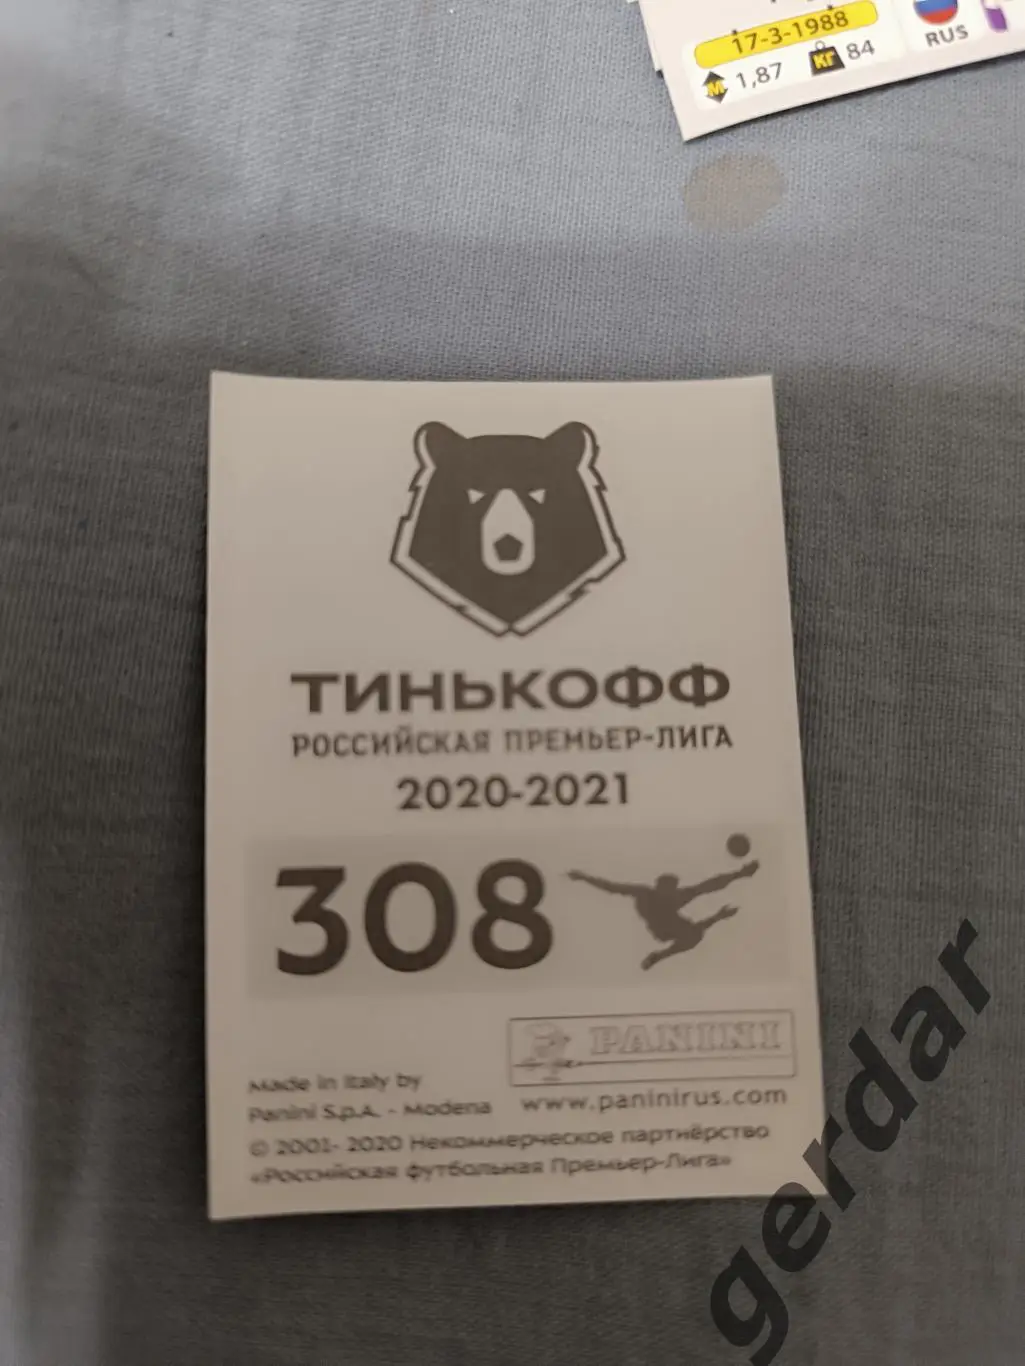 17-3-1988
М 1,87 КГ 84
RUS
ТИНЬКОФФ
РОССИЙСКАЯ ПРЕМЬЕР-ЛИГА
2020-2021
308
PANINI
Made in Italy by
Panini S.p.A. - Modena www.paninirus.com
© 2001- 2020 Некоммерческое партнёрство
«Российская футбольная Премьер-Лига»
gerdar